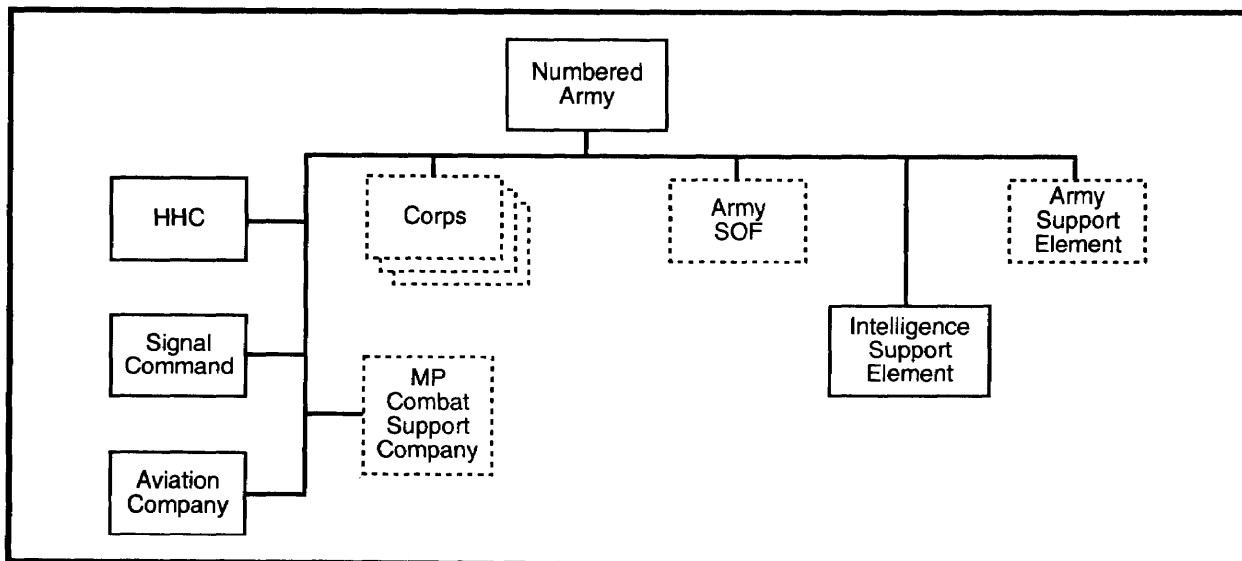 Numbered
Army
HHC
Corps
Army
SOF
Army
Support
Element
Signal
Command
Intelligence
Support
Element
MP
Combat
Support
Company
Aviation
Company